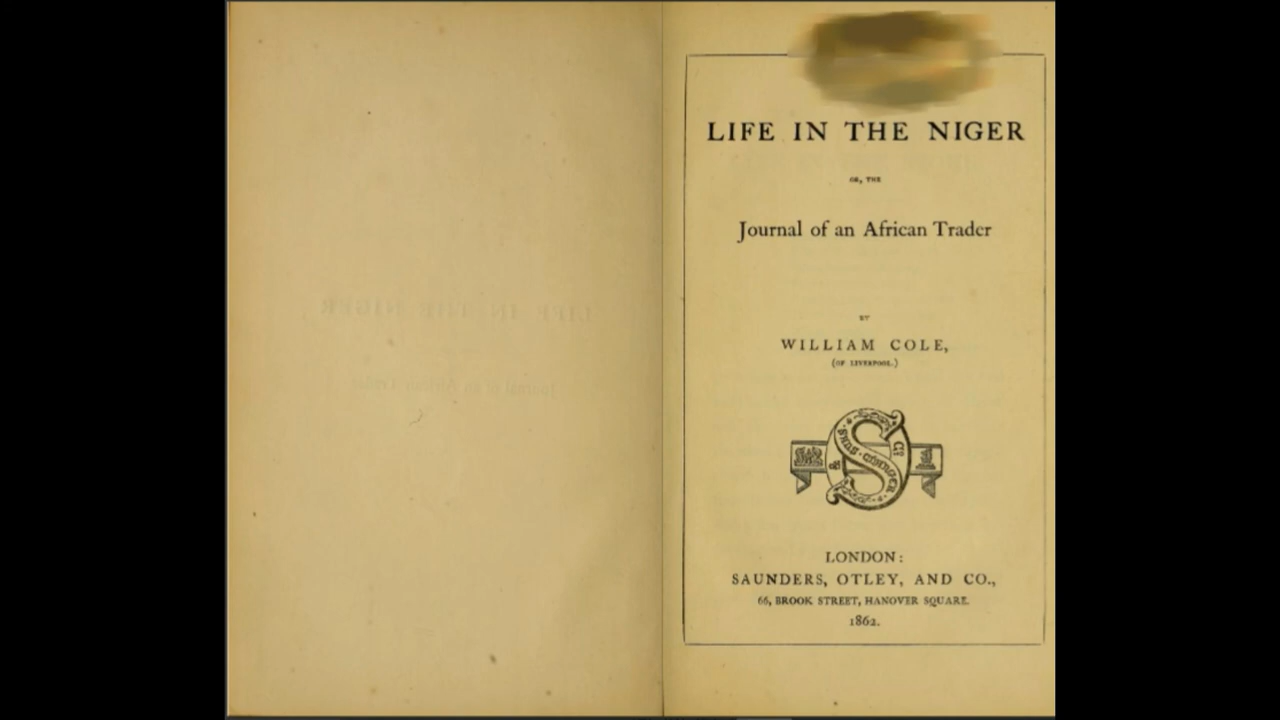 LIFE IN THE NIGER
OR, THE
Journal of an African Trader
BY
WILLIAM COLE,
(OF LIVERPOOL.)
LONDON:
SAUNDERS, OTLEY, AND CO.,
66, BROOK STREET, HANOVER SQUARE.
1862.